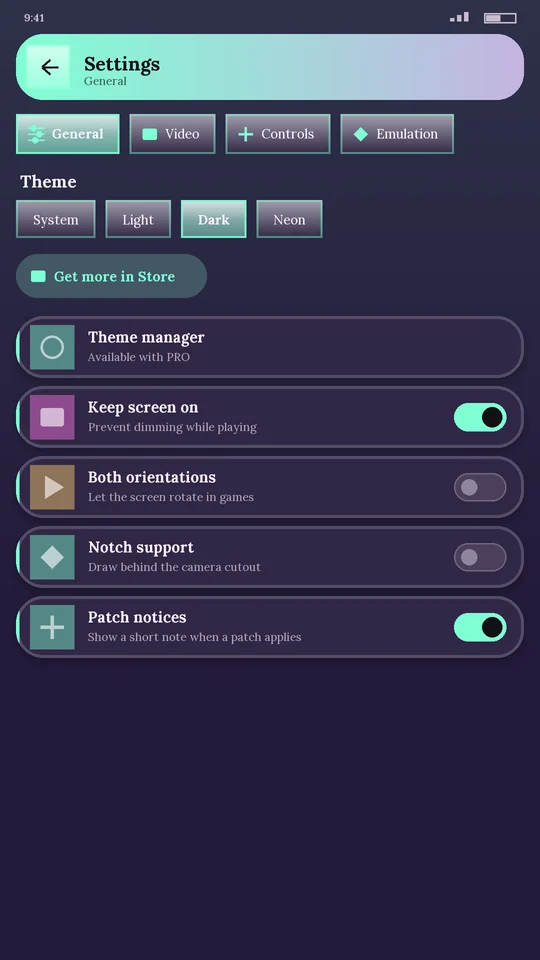 9:41
Settings
General
General
Video
Controls
Emulation
Theme
System
Light
Dark
Neon
Get more in Store
Theme manager
Available with PRO
Keep screen on
Prevent dimming while playing
Both orientations
Let the screen rotate in games
Notch support
Draw behind the camera cutout
Patch notices
Show a short note when a patch applies